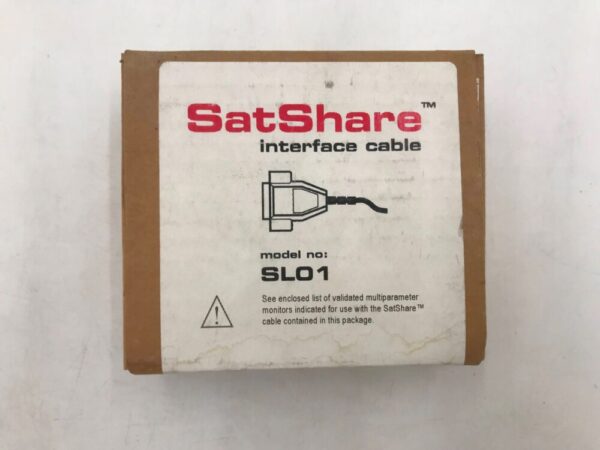 SatShare™
interface cable
model no:
SL01
See enclosed list of validated multiparameter
monitors indicated for use with the SatShare™
cable contained in this package.